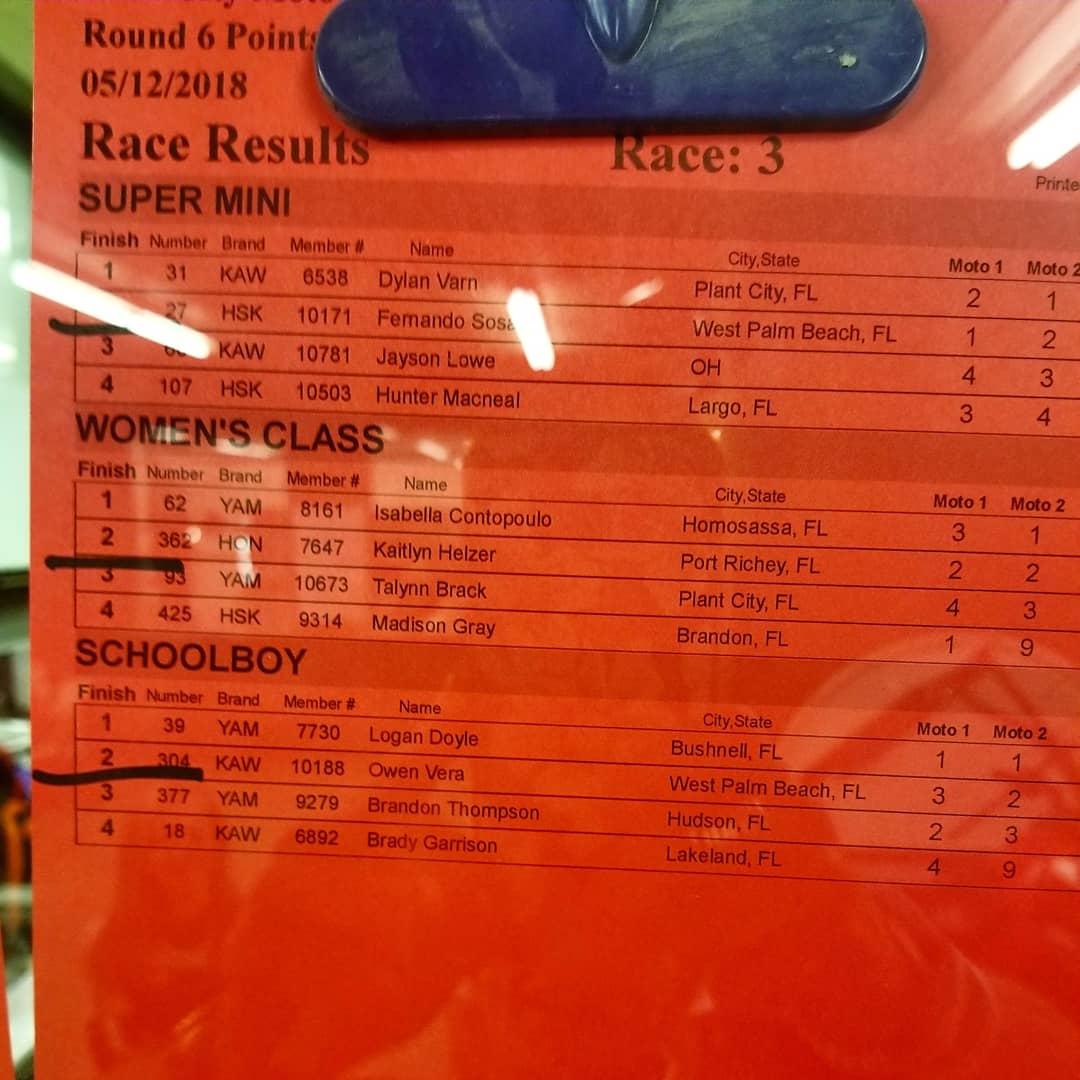 Round 6 Points
05/12/2018
Race Results Race: 3
Printe
SUPER MINI
Finish Number Brand Member # Name City,State Moto 1 Moto 2
1 31 KAW 6538 Dylan Varn Plant City, FL 2 1
27 HSK 10171 Fernando Sosa West Palm Beach, FL 1 2
3 KAW 10781 Jayson Lowe OH 4 3
4 107 HSK 10503 Hunter Macneal Largo, FL 3 4
WOMEN'S CLASS
Finish Number Brand Member # Name City,State Moto 1 Moto 2
1 62 YAM 8161 Isabella Contopoulo Homosassa, FL 3 1
2 362 HON 7647 Kaitlyn Helzer Port Richey, FL 2 2
3 93 YAM 10673 Talynn Brack Plant City, FL 4 3
4 425 HSK 9314 Madison Gray Brandon, FL 1 9
SCHOOLBOY
Finish Number Brand Member # Name City,State Moto 1 Moto 2
1 39 YAM 7730 Logan Doyle Bushnell, FL 1 1
2 304 KAW 10188 Owen Vera West Palm Beach, FL 3 2
3 377 YAM 9279 Brandon Thompson Hudson, FL 2 3
4 18 KAW 6892 Brady Garrison Lakeland, FL 4 9